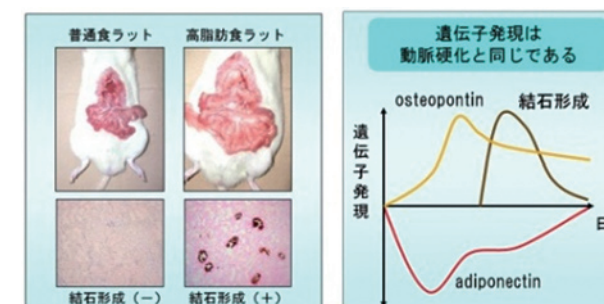 普通食ラット
高脂肪食ラット
結石形成（−）
結石形成（＋）
遺伝子発現は
動脈硬化と同じである
osteopontin
結石形成
遺伝子発現
adiponectin